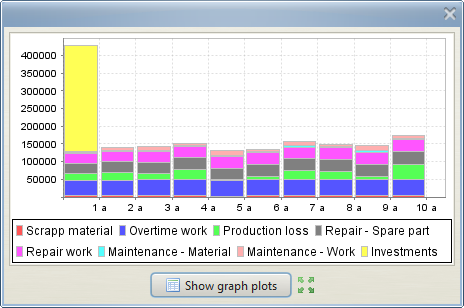 400000
350000
300000
250000
200000
150000
100000
50000
1 a 2 a 3 a 4 a 5 a 6 a 7 a 8 a 9 a 10 a
Scrapp material Overtime work Production loss Repair - Spare part
Repair work Maintenance - Material Maintenance - Work Investments
Show graph plots